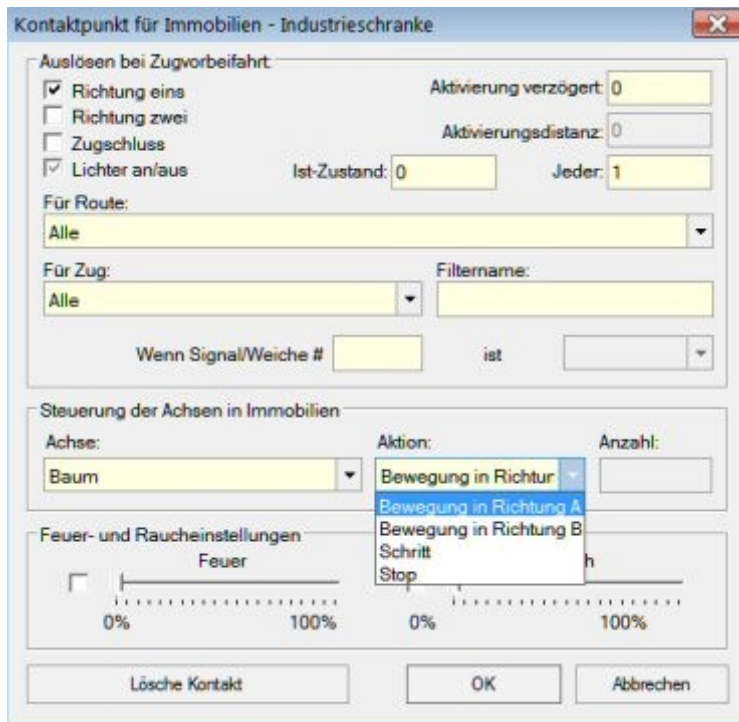 Kontaktpunkt für Immobilien - Industrieschranke
Auslösen bei Zugvorbeifahrt
Richtung eins
Aktivierung verzögert: 0
Richtung zwei
Aktivierungsdistanz: 0
Zugschluss
Lichter an/aus
Ist-Zustand: 0
Jeder: 1
Für Route:
Alle
Für Zug:
Filtername:
Alle
Wenn Signal/Weiche #
ist
Steuerung der Achsen in Immobilien
Achse:
Aktion:
Anzahl:
Baum
Bewegung in Richtur
Bewegung in Richtung A
Bewegung in Richtung B
Schritt
Stop
Feuer- und Raucheinstellungen
Feuer
h
0% 100%
0% 100%
Lösche Kontakt
OK
Abbrechen